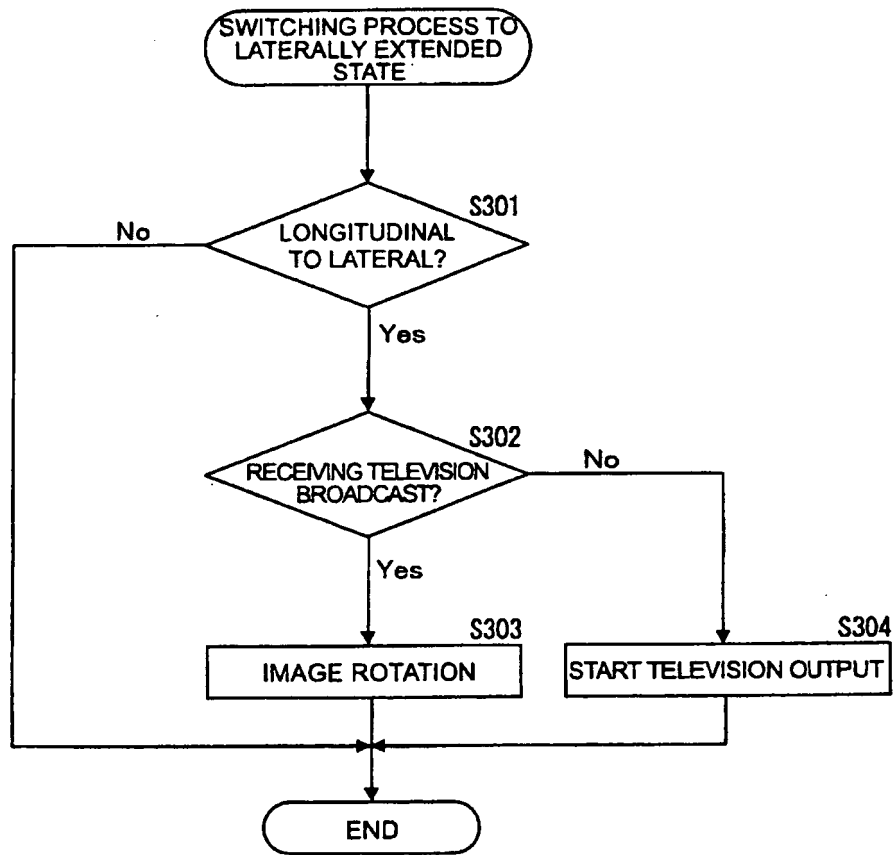 SWITCHING PROCESS TO
LATERALLY EXTENDED
STATE
S301
No
LONGITUDINAL
TO LATERAL?
Yes
S302
RECEIVING TELEVISION
BROADCAST?
No
Yes
S303
IMAGE ROTATION
S304
START TELEVISION OUTPUT
END